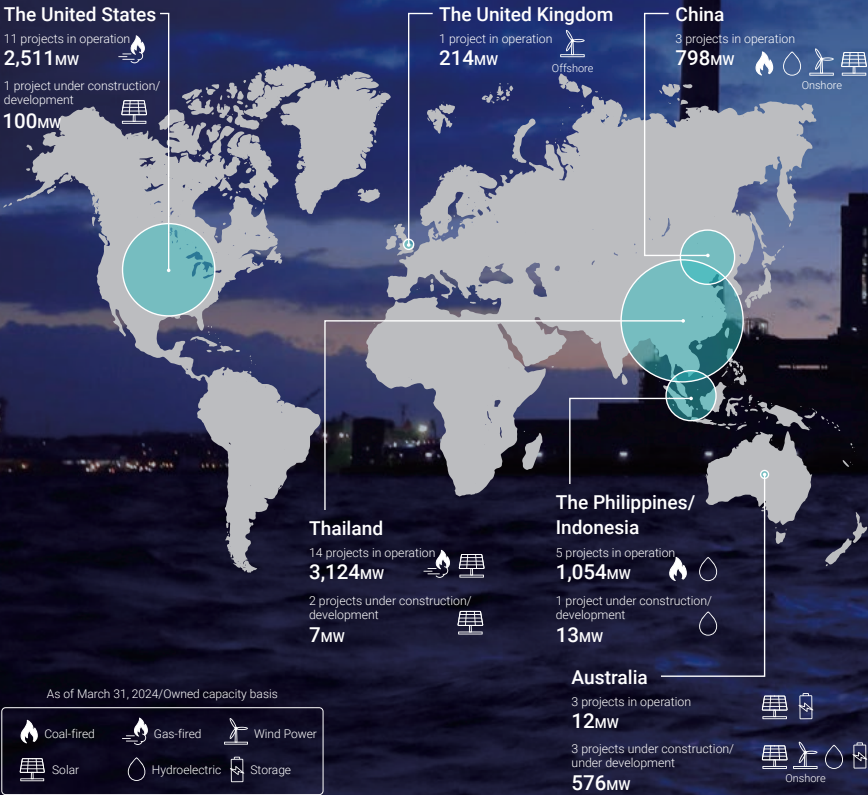 The United States
11 projects in operation
2,511MW
1 project under construction/
development
100MW
The United Kingdom
1 project in operation
214MW
Offshore
China
3 projects in operation
798MW
Onshore
Thailand
14 projects in operation
3,124MW
2 projects under construction/
development
7MW
The Philippines/
Indonesia
5 projects in operation
1,054MW
1 project under construction/
development
13MW
Australia
3 projects in operation
12MW
3 projects under construction/
under development
576MW
Onshore
As of March 31, 2024/Owned capacity basis
Coal-fired
Gas-fired
Wind Power
Solar
Hydroelectric
Storage